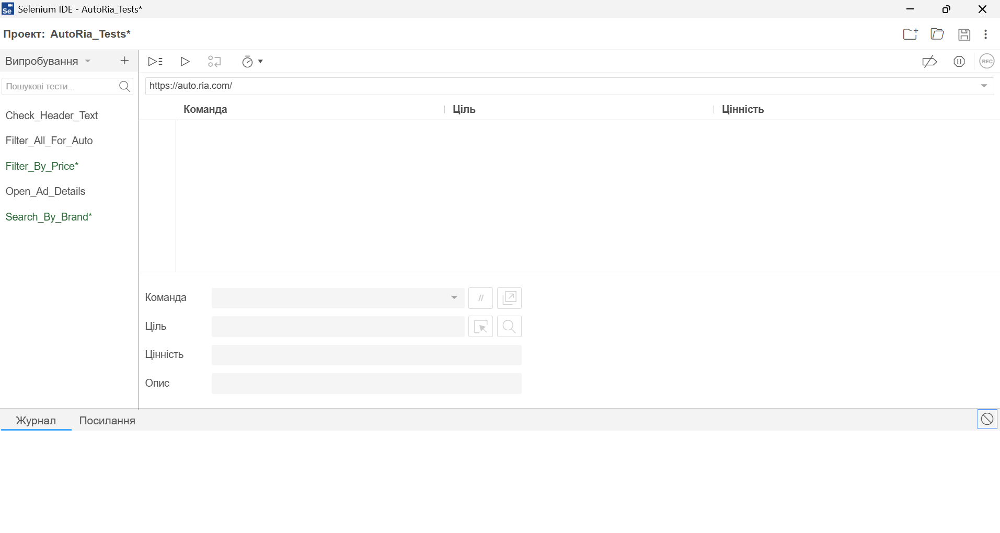 Selenium IDE - AutoRia_Tests*
Проект: AutoRia_Tests*
Випробування
REC
Пошукові тести...
https://auto.ria.com/
Команда Ціль Цінність
Check_Header_Text
Filter_All_For_Auto
Filter_By_Price*
Open_Ad_Details
Search_By_Brand*
Команда
//
Ціль
Цінність
Опис
Журнал Посилання